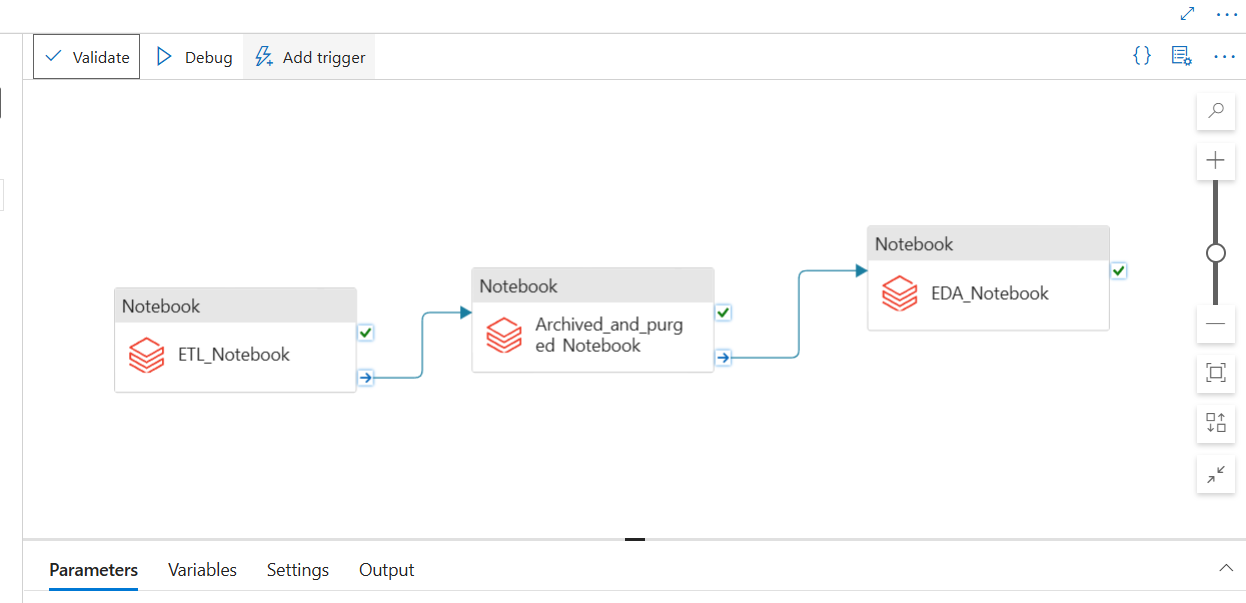 Validate
Debug
Add trigger
Notebook
ETL_Notebook
Notebook
Archived_and_purg
ed Notebook
Notebook
EDA_Notebook
Parameters
Variables
Settings
Output